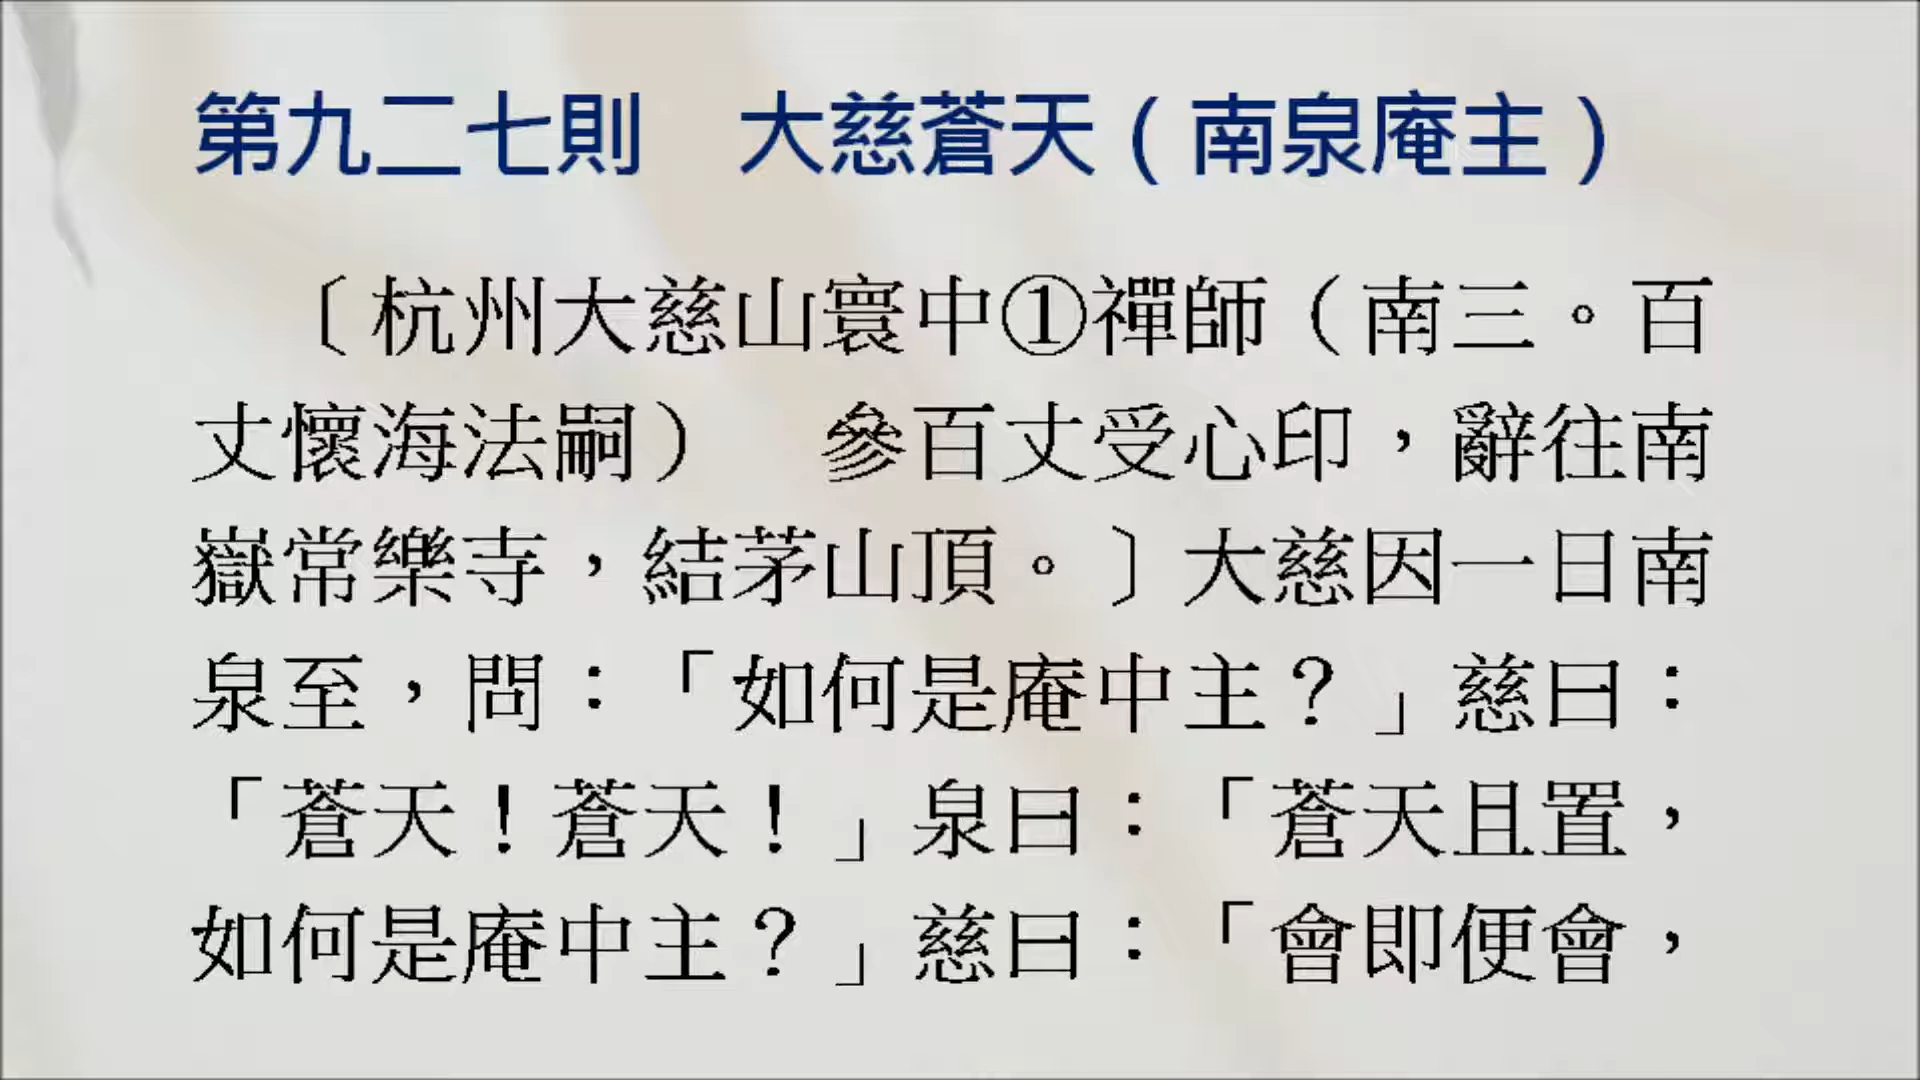 第九二七則　大慈蒼天（南泉庵主）
〔杭州大慈山寰中①禪師（南三。百
丈懷海法嗣）　參百丈受心印，辭往南
嶽常樂寺，結茅山頂。〕大慈因一日南
泉至，問：「如何是庵中主？」慈曰：
「蒼天！蒼天！」泉曰：「蒼天且置，
如何是庵中主？」慈曰：「會即便會，